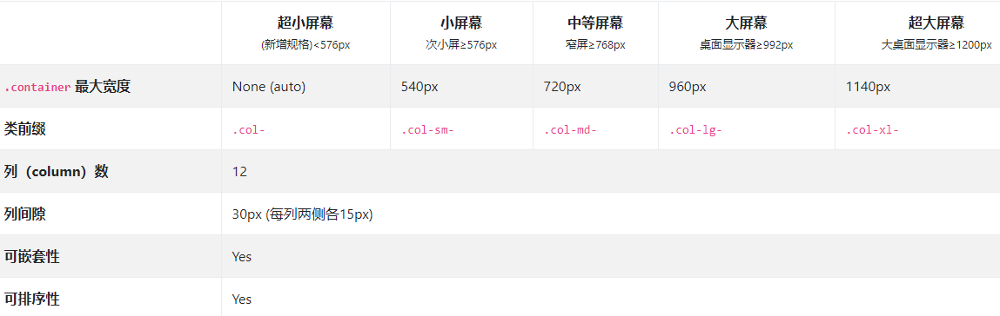 超小屏幕 小屏幕 中等屏幕 大屏幕 超大屏幕
(新增规格)<576px 次小屏≥576px 窄屏≥768px 桌面显示器≥992px 大桌面显示器≥1200px
.container 最大宽度 None (auto) 540px 720px 960px 1140px
类前缀 .col- .col-sm- .col-md- .col-lg- .col-xl-
列（column）数 12
列间隙 30px (每列两侧各15px)
可嵌套性 Yes
可排序性 Yes